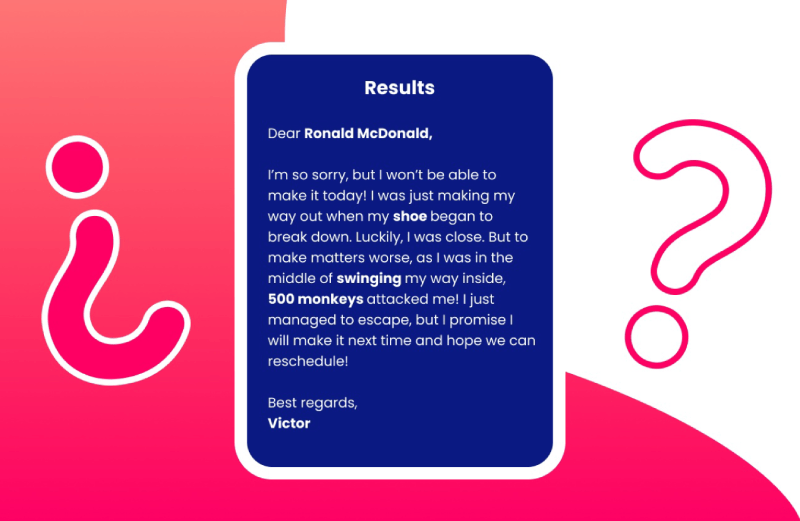 Results
Dear Ronald McDonald,
I'm so sorry, but I won't be able to
make it today! I was just making my
way out when my shoe began to
break down. Luckily, I was close. But to
make matters worse, as I was in the
middle of swinging my way inside,
500 monkeys attacked me! I just
managed to escape, but I promise I
will make it next time and hope we can
reschedule!
Best regards,
Victor